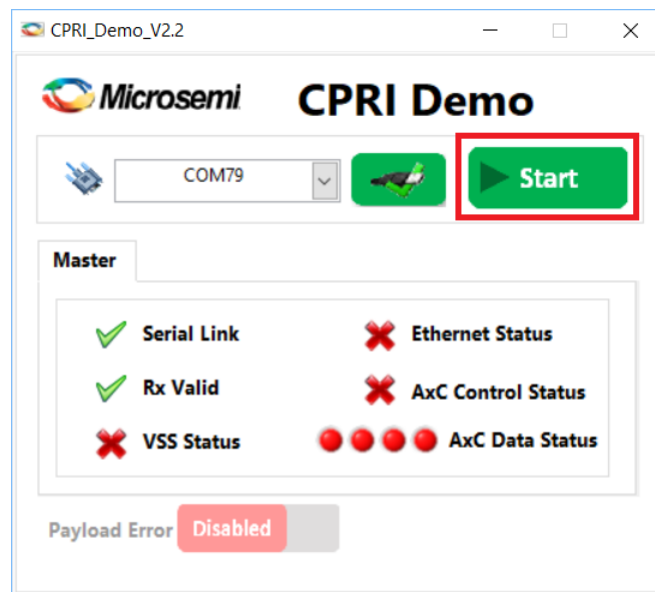 CPRI_Demo_V2.2
Microsemi CPRI Demo
COM79 Start
Master
Serial Link Ethernet Status
Rx Valid AxC Control Status
VSS Status AxC Data Status
Payload Error Disabled